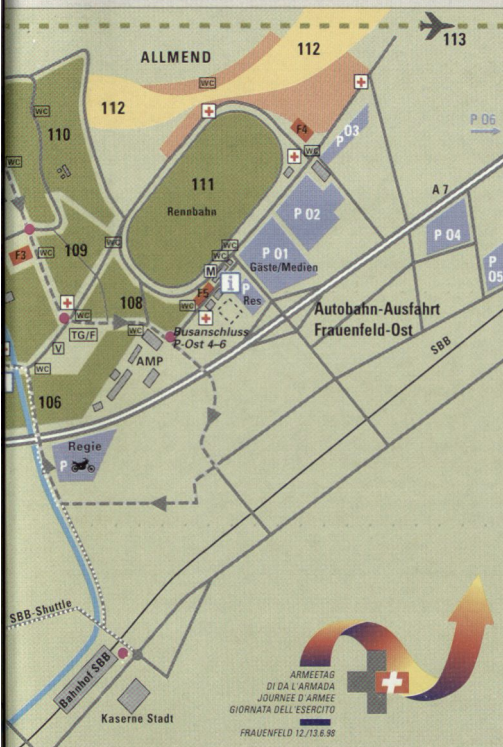 113
ALLMEND
112
112
WC
WC
110
WC
F4
P 03
P 06
WC
111
Rennbahn
A 7
P 02
P 04
109
WC
WC
P 01
Gäste/Medien
P 05
F3
M
WC
i
P
Res
F5
108
WC
WC
Autobahn-Ausfahrt
Frauenfeld-Ost
TG/F
WC
Busanschluss
P-Ost 4–6
V
AMP
SBB
WC
106
Regie
P
SBB-Shuttle
Bahnhof SBB
Kaserne Stadt
ARMEETAG
DI DA L'ARMADA
JOURNEE D'ARMEE
GIORNATA DELL'ESERCITO
FRAUENFELD 12./13.6.98